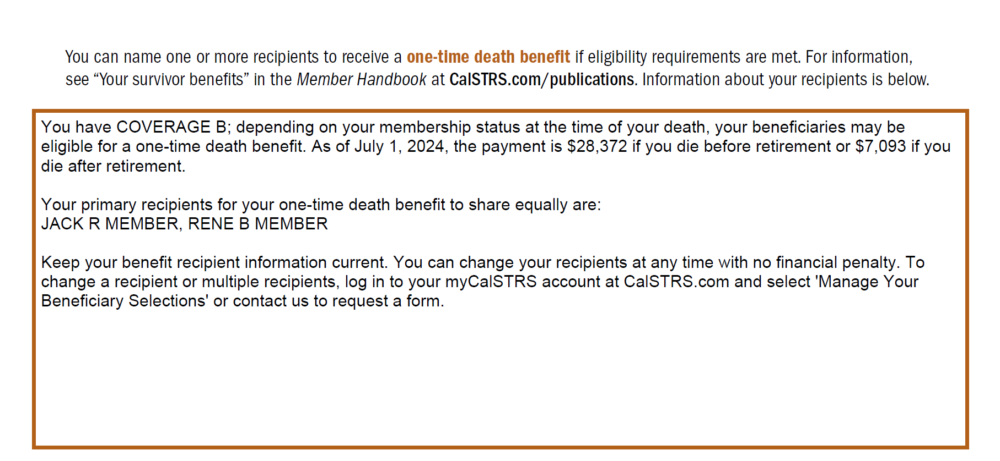 You can name one or more recipients to receive a one-time death benefit if eligibility requirements are met. For information,
see “Your survivor benefits” in the Member Handbook at CalSTRS.com/publications. Information about your recipients is below.
You have COVERAGE B; depending on your membership status at the time of your death, your beneficiaries may be
eligible for a one-time death benefit. As of July 1, 2024, the payment is $28,372 if you die before retirement or $7,093 if you
die after retirement.
Your primary recipients for your one-time death benefit to share equally are:
JACK R MEMBER, RENE B MEMBER
Keep your benefit recipient information current. You can change your recipients at any time with no financial penalty. To
change a recipient or multiple recipients, log in to your myCalSTRS account at CalSTRS.com and select 'Manage Your
Beneficiary Selections' or contact us to request a form.